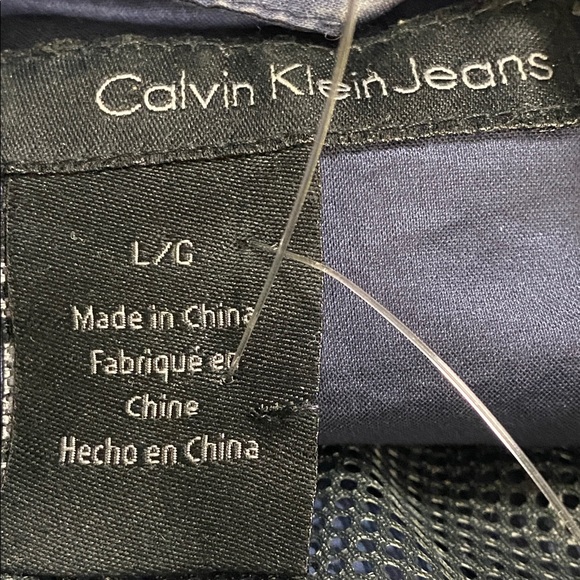 Calvin Klein Jeans
L/G
Made in China
Fabriqué en
Chine
Hecho en China